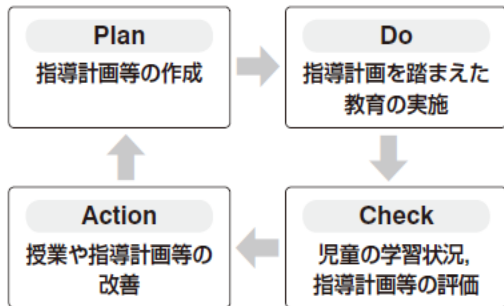 Plan
指導計画等の作成
Do
指導計画を踏まえた
教育の実施
Action
授業や指導計画等の
改善
Check
児童の学習状況,
指導計画等の評価